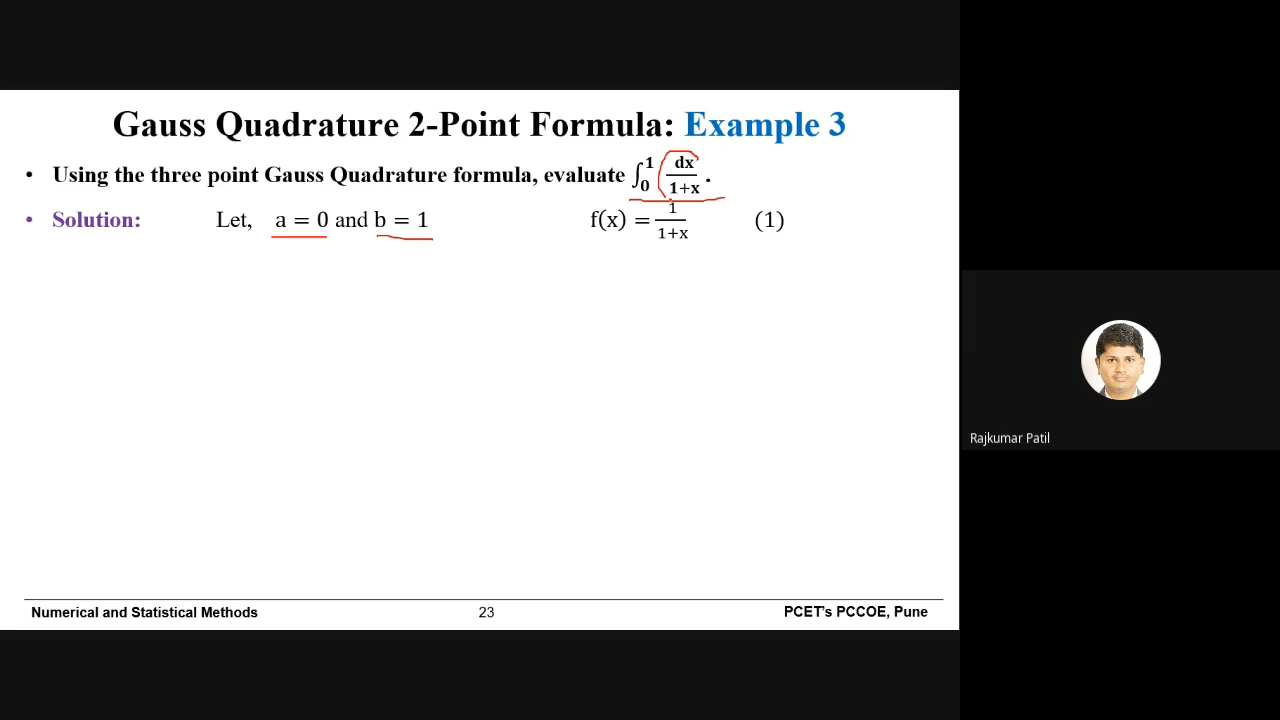 Gauss Quadrature 2-Point Formula: Example 3
• Using the three point Gauss Quadrature formula, evaluate ∫₀¹ dx/(1+x) .
• Solution: Let, a = 0 and b = 1 f(x) = 1/(1+x) (1)
Rajkumar Patil
Numerical and Statistical Methods 23 PCET's PCCOE, Pune